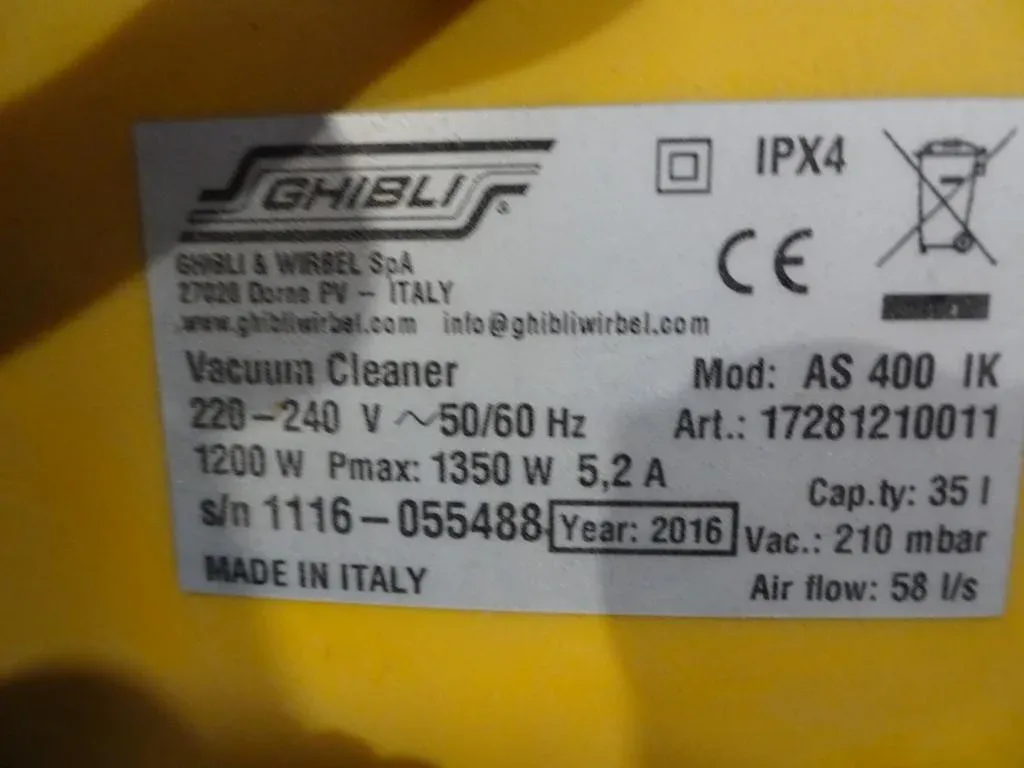 GHIBLI®
IPX4
CE
GHIBLI & WIRBEL SpA
27020 Dorno PV – ITALY
www.ghibliwirbel.com info@ghibliwirbel.com
Vacuum Cleaner
Mod: AS 400 IK
220–240 V ~50/60 Hz
Art.: 17281210011
1200 W Pmax: 1350 W 5,2 A
Cap.ty: 35 l
s/n 1116–055488
Year: 2016
Vac.: 210 mbar
MADE IN ITALY
Air flow: 58 l/s